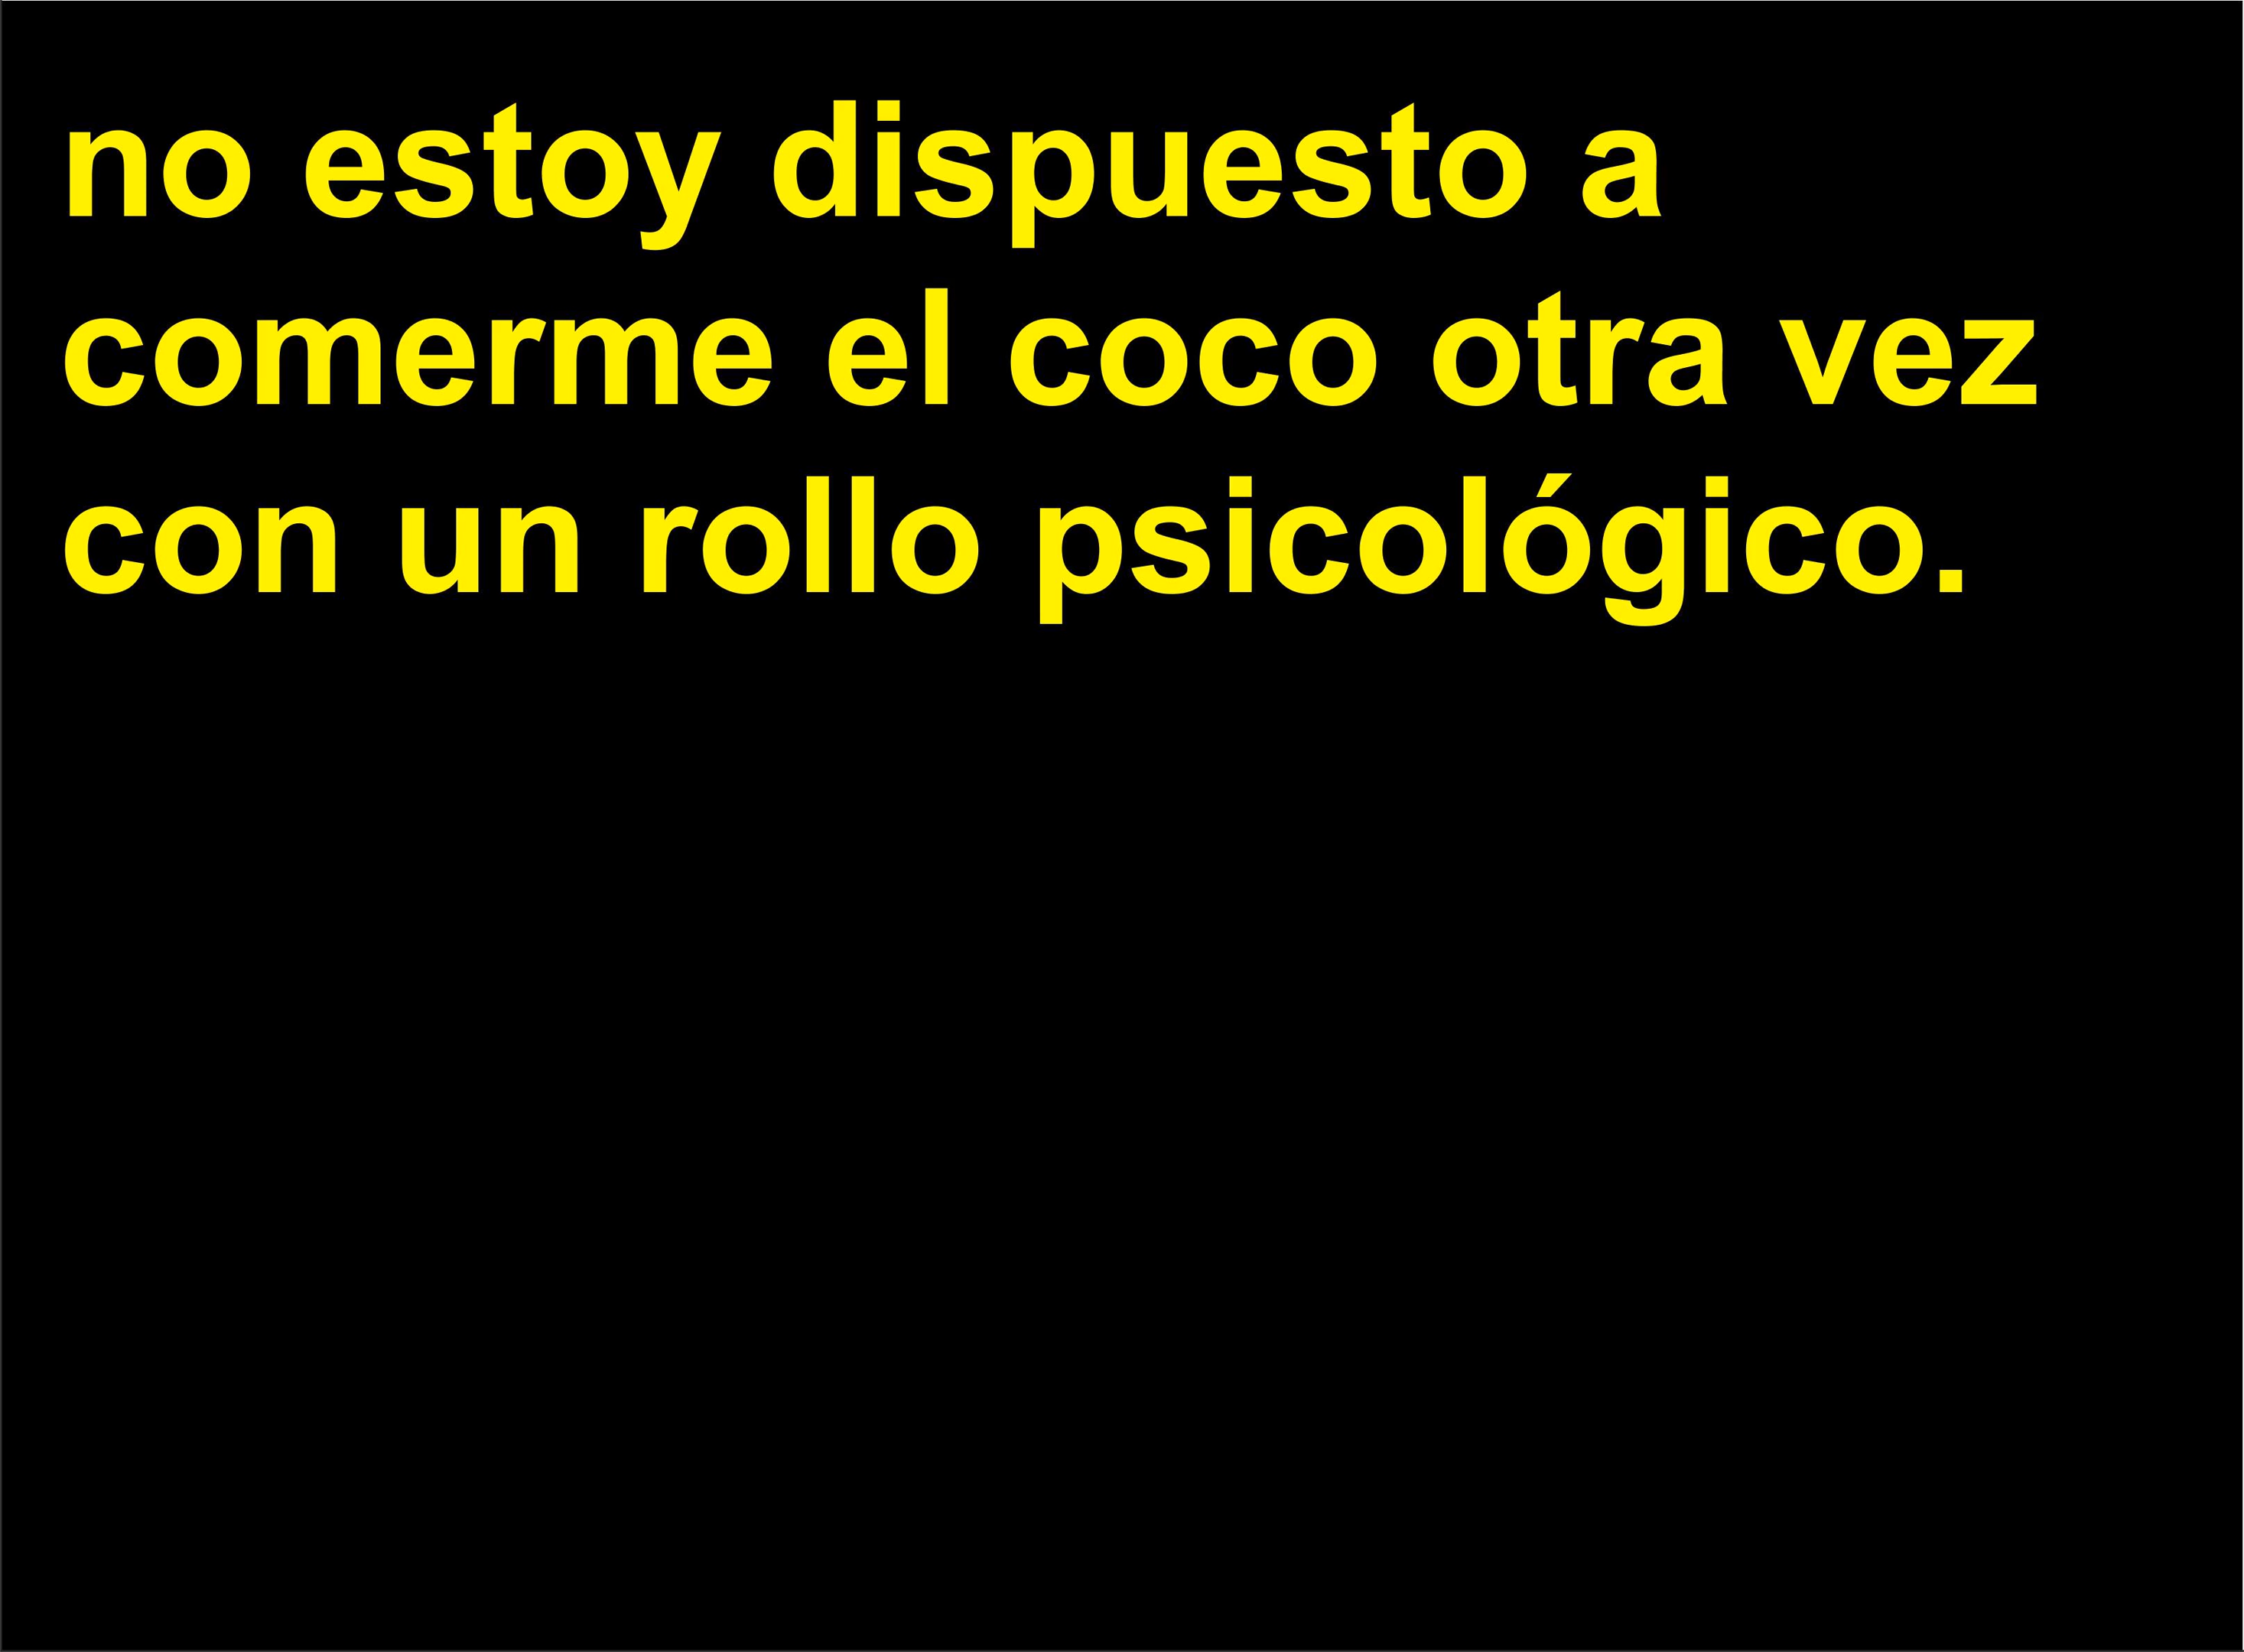 no estoy dispuesto a
comerme el coco otra vez
con un rollo psicológico.